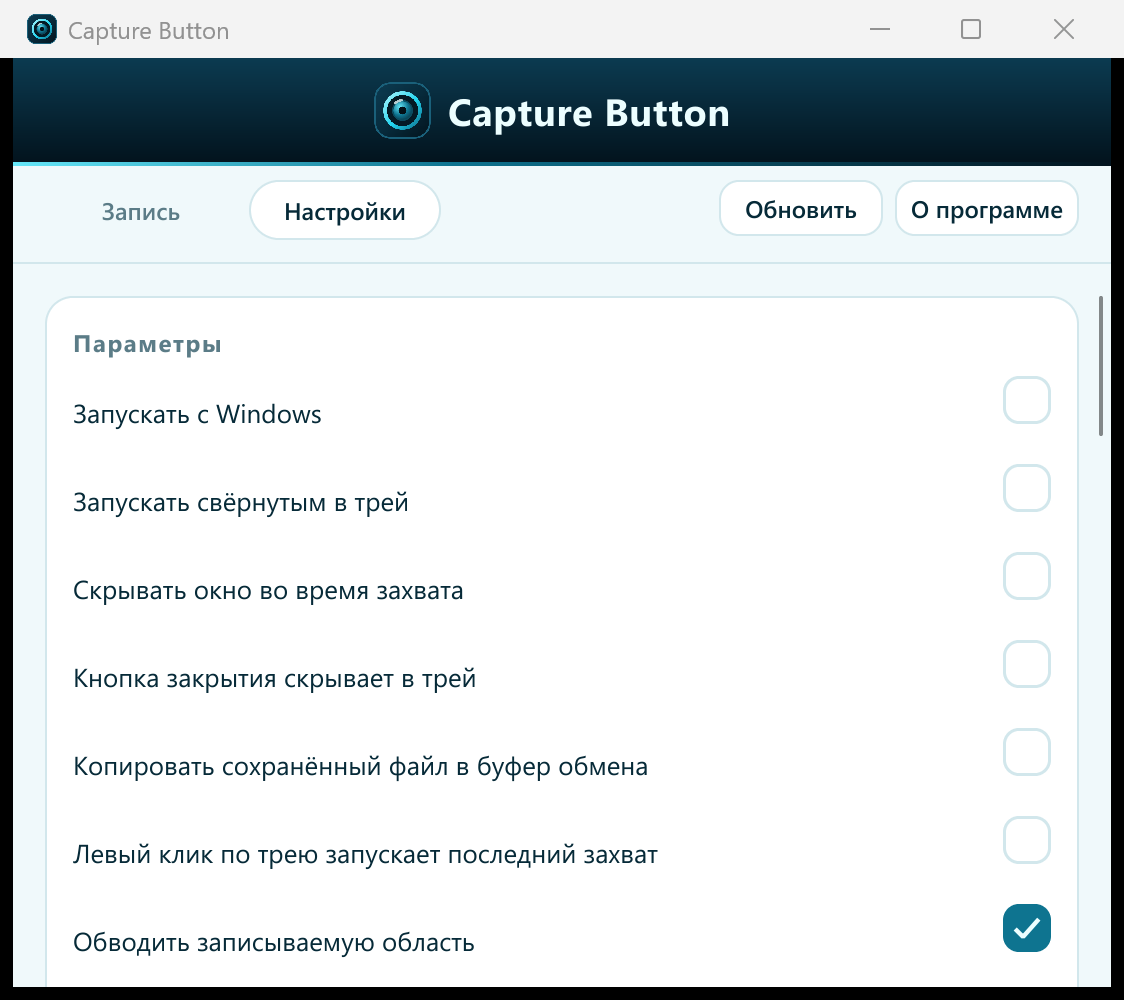 Capture Button
Capture Button
Запись
Настройки
Обновить
О программе
Параметры
Запускать с Windows
Запускать свёрнутым в трей
Скрывать окно во время захвата
Кнопка закрытия скрывает в трей
Копировать сохранённый файл в буфер обмена
Левый клик по трею запускает последний захват
Обводить записываемую область